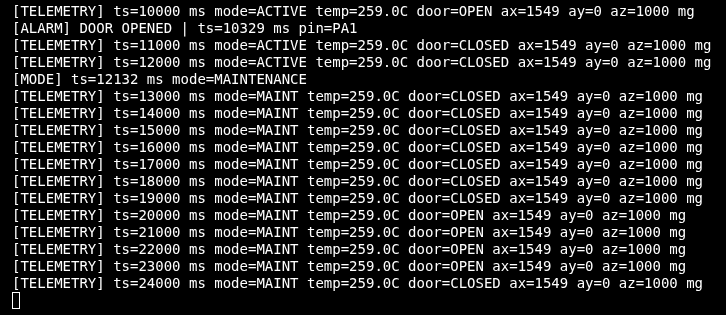 [TELEMETRY] ts=10000 ms mode=ACTIVE temp=259.0C door=OPEN ax=1549 ay=0 az=1000 mg
[ALARM] DOOR OPENED | ts=10329 ms pin=PA1
[TELEMETRY] ts=11000 ms mode=ACTIVE temp=259.0C door=CLOSED ax=1549 ay=0 az=1000 mg
[TELEMETRY] ts=12000 ms mode=ACTIVE temp=259.0C door=CLOSED ax=1549 ay=0 az=1000 mg
[MODE] ts=12132 ms mode=MAINTENANCE
[TELEMETRY] ts=13000 ms mode=MAINT temp=259.0C door=CLOSED ax=1549 ay=0 az=1000 mg
[TELEMETRY] ts=14000 ms mode=MAINT temp=259.0C door=CLOSED ax=1549 ay=0 az=1000 mg
[TELEMETRY] ts=15000 ms mode=MAINT temp=259.0C door=CLOSED ax=1549 ay=0 az=1000 mg
[TELEMETRY] ts=16000 ms mode=MAINT temp=259.0C door=CLOSED ax=1549 ay=0 az=1000 mg
[TELEMETRY] ts=17000 ms mode=MAINT temp=259.0C door=CLOSED ax=1549 ay=0 az=1000 mg
[TELEMETRY] ts=18000 ms mode=MAINT temp=259.0C door=CLOSED ax=1549 ay=0 az=1000 mg
[TELEMETRY] ts=19000 ms mode=MAINT temp=259.0C door=CLOSED ax=1549 ay=0 az=1000 mg
[TELEMETRY] ts=20000 ms mode=MAINT temp=259.0C door=OPEN ax=1549 ay=0 az=1000 mg
[TELEMETRY] ts=21000 ms mode=MAINT temp=259.0C door=OPEN ax=1549 ay=0 az=1000 mg
[TELEMETRY] ts=22000 ms mode=MAINT temp=259.0C door=OPEN ax=1549 ay=0 az=1000 mg
[TELEMETRY] ts=23000 ms mode=MAINT temp=259.0C door=OPEN ax=1549 ay=0 az=1000 mg
[TELEMETRY] ts=24000 ms mode=MAINT temp=259.0C door=CLOSED ax=1549 ay=0 az=1000 mg